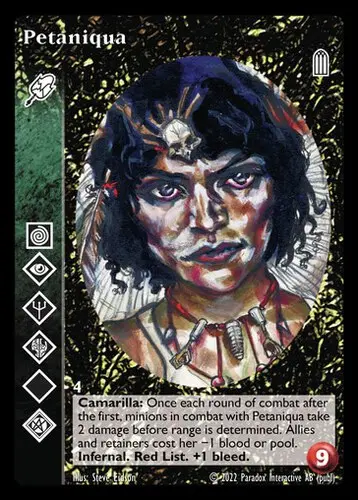 Petaniqua
4
Camarilla: Once each round of combat after
the first, minions in combat with Petaniqua take
2 damage before range is determined. Allies
and retainers cost her −1 blood or pool.
Infernal. Red List. +1 bleed.
9
Illus: Steve Ellison
© 2022 Paradox Interactive AB (publ)